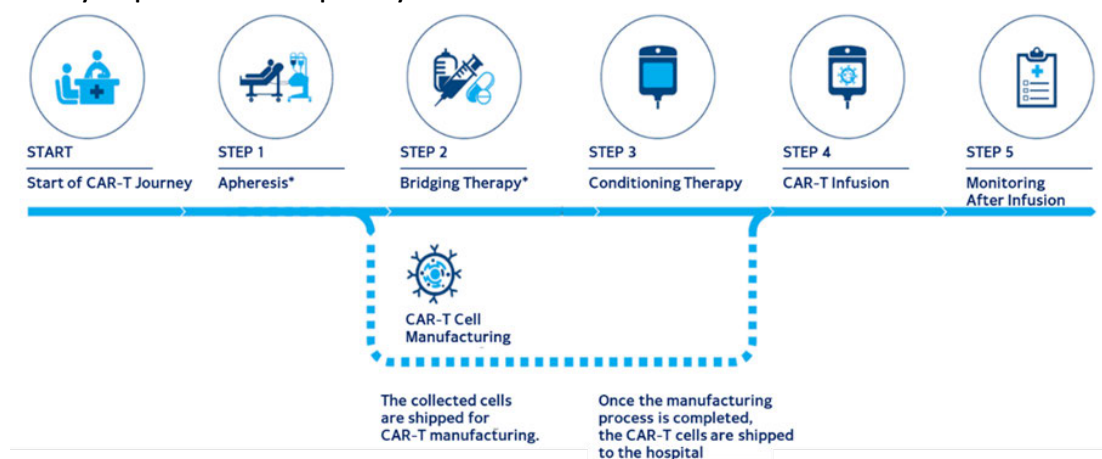 START
Start of CAR-T Journey
STEP 1
Apheresis*
STEP 2
Bridging Therapy*
STEP 3
Conditioning Therapy
STEP 4
CAR-T Infusion
STEP 5
Monitoring
After Infusion
CAR-T Cell
Manufacturing
The collected cells
are shipped for
CAR-T manufacturing.
Once the manufacturing
process is completed,
the CAR-T cells are shipped
to the hospital